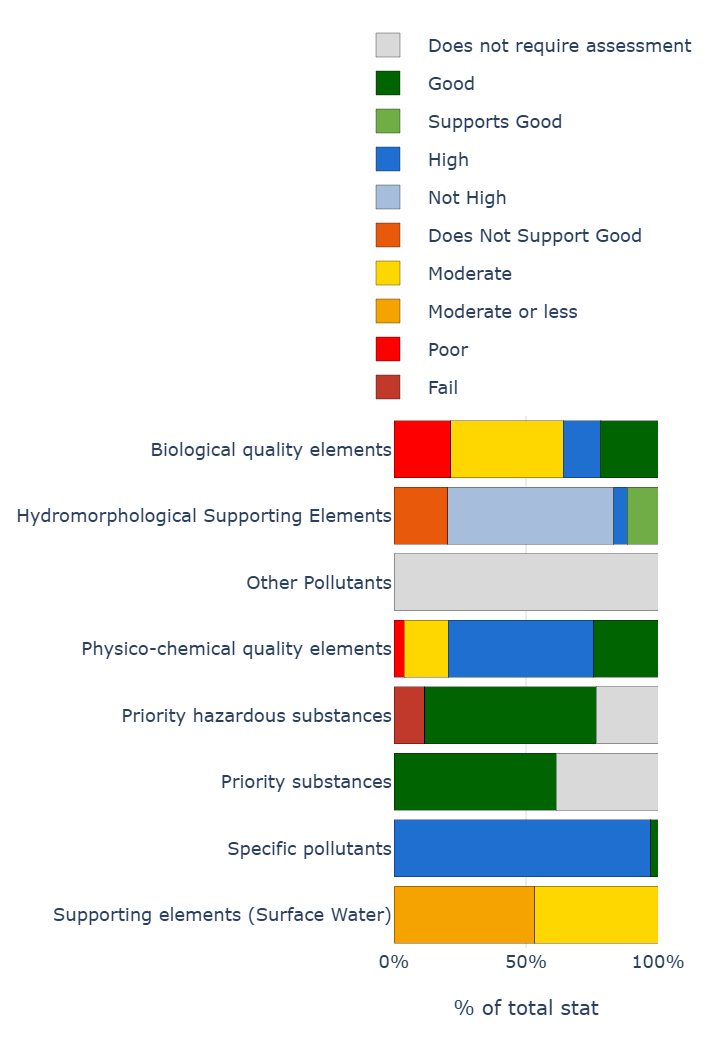 Does not require assessment
Good
Supports Good
High
Not High
Does Not Support Good
Moderate
Moderate or less
Poor
Fail
Biological quality elements
Hydromorphological Supporting Elements
Other Pollutants
Physico-chemical quality elements
Priority hazardous substances
Priority substances
Specific pollutants
Supporting elements (Surface Water)
0% 50% 100%
% of total stat